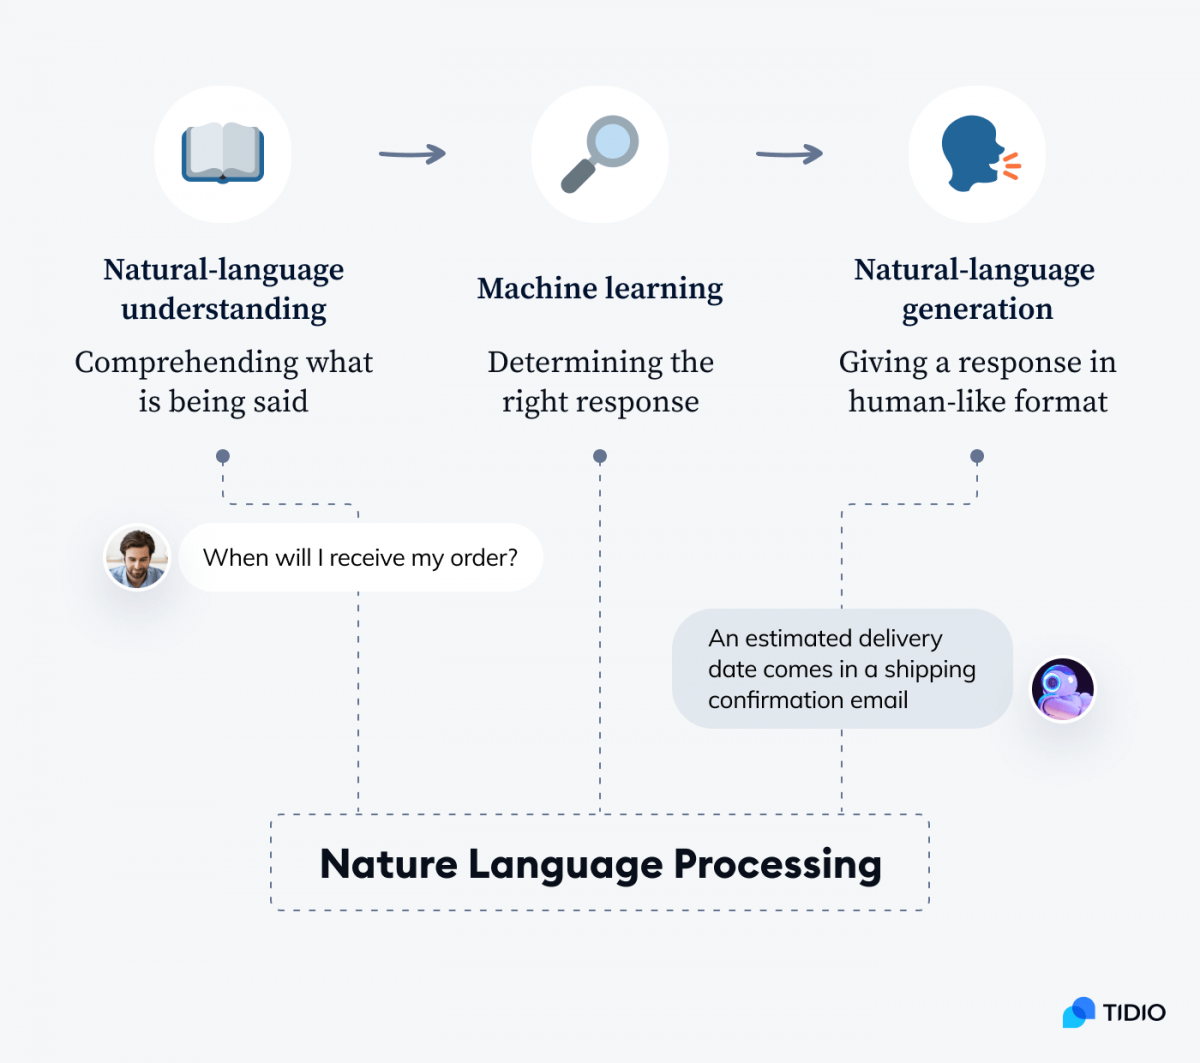 Natural-language
understanding
Comprehending what
is being said
Machine learning
Determining the
right response
Natural-language
generation
Giving a response in
human-like format
When will I receive my order?
An estimated delivery
date comes in a shipping
confirmation email
Nature Language Processing
TIDIO